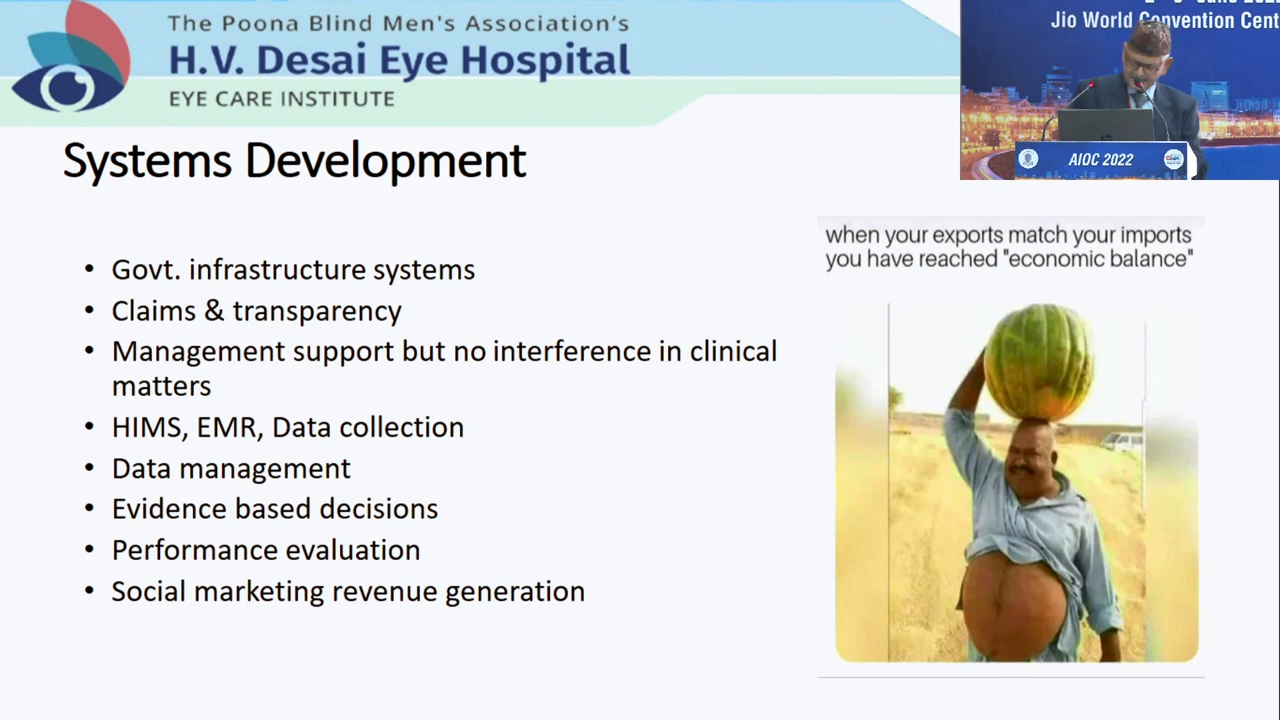 The Poona Blind Men's Association's
H.V. Desai Eye Hospital
EYE CARE INSTITUTE
Jio World Convention Cent
AIOC 2022
Systems Development
• Govt. infrastructure systems
• Claims & transparency
• Management support but no interference in clinical
matters
• HIMS, EMR, Data collection
• Data management
• Evidence based decisions
• Performance evaluation
• Social marketing revenue generation
when your exports match your imports
you have reached "economic balance"